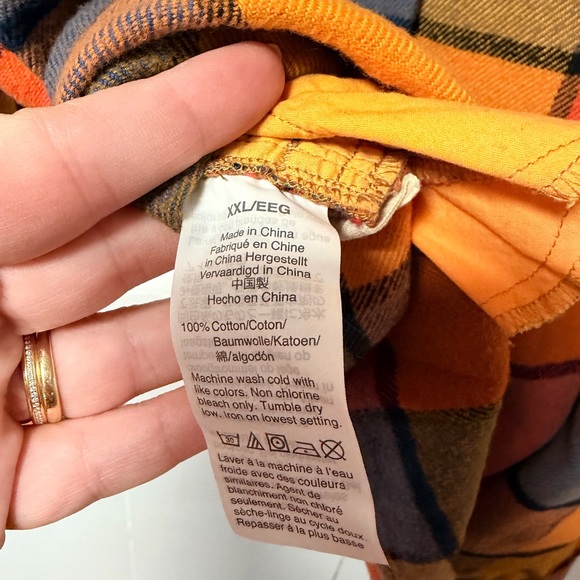 XXL/EEG
Made in China
Fabriqué en Chine
in China Hergestellt
Vervaardigd in China
中国製
Hecho en China
100% Cotton/Coton/
Baumwolle/Katoen/
綿/algodón
Machine wash cold with
like colors. Non chlorine
bleach only. Tumble dry
low. Iron on lowest setting.
30
Laver à la machine à l'eau
froide avec des couleurs
similaires. Agent de
blanchiment non chloré
seulement. Sécher au
sèche-linge au cycle doux.
Repasser à la plus basse